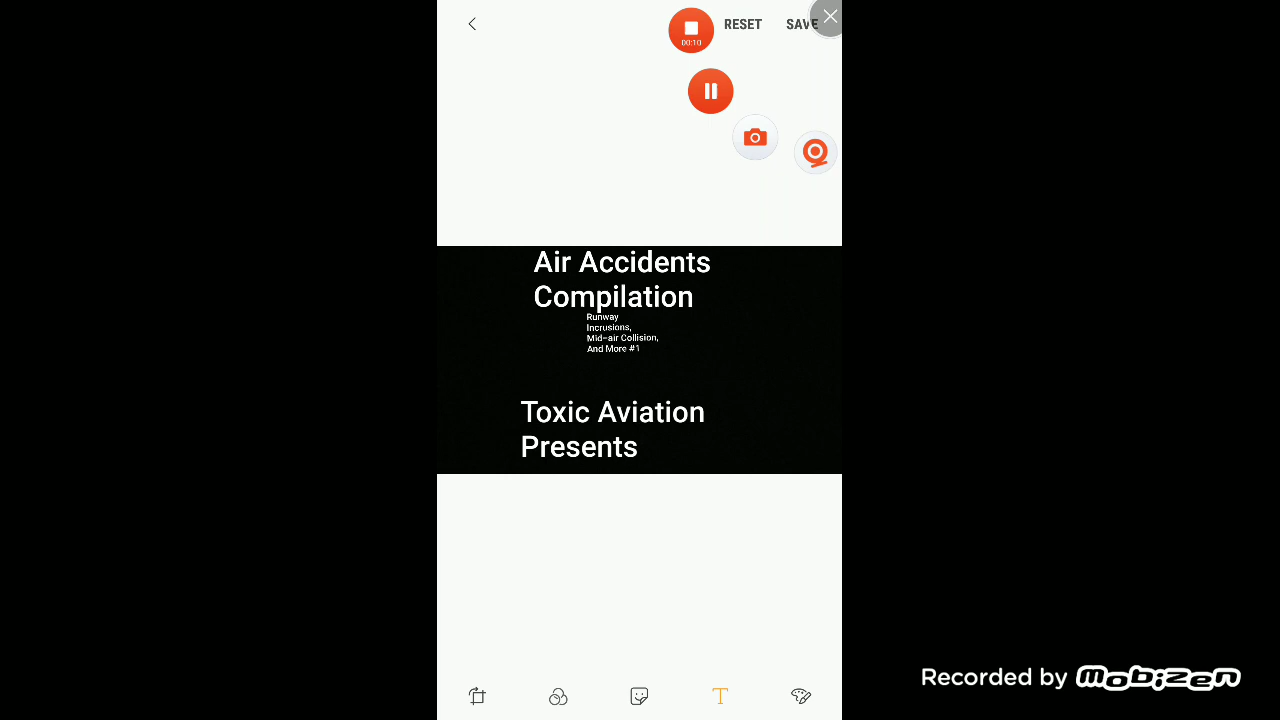 RESET
SAVE
00:10
Air Accidents
Compilation
Runway
Incrusions,
Mid-air Collision,
And More #1
Toxic Aviation
Presents
T
Recorded by mobizen